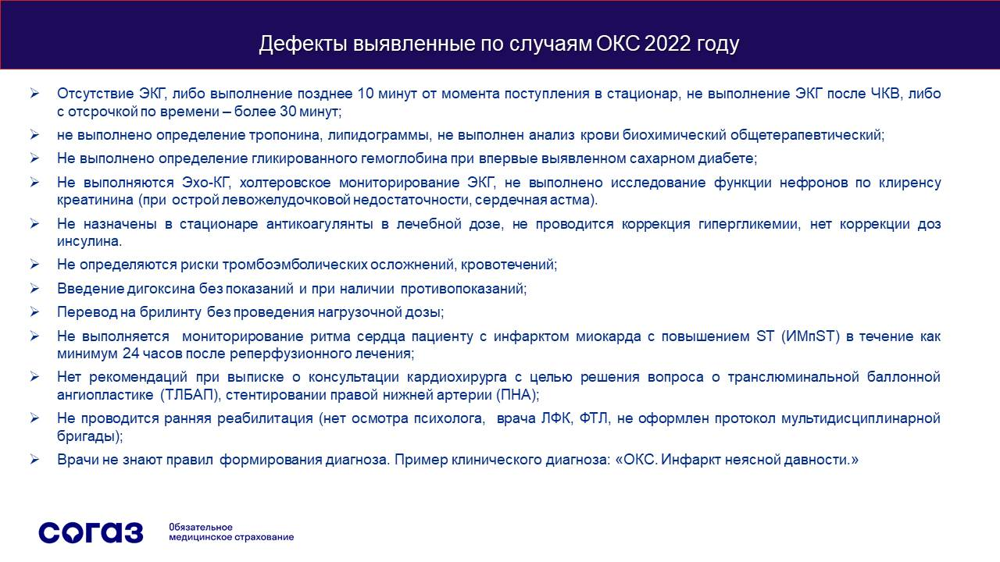 Дефекты выявленные по случаям ОКС 2022 году
Отсутствие ЭКГ, либо выполнение позднее 10 минут от момента поступления в стационар, не выполнение ЭКГ после ЧКВ, либо
с отсрочкой по времени – более 30 минут;
не выполнено определение тропонина, липидограммы, не выполнен анализ крови биохимический общетерапевтический;
Не выполнено определение гликированного гемоглобина при впервые выявленном сахарном диабете;
Не выполняются Эхо-КГ, холтеровское мониторирование ЭКГ, не выполнено исследование функции нефронов по клиренсу
креатинина (при острой левожелудочковой недостаточности, сердечная астма).
Не назначены в стационаре антикоагулянты в лечебной дозе, не проводится коррекция гипергликемии, нет коррекции доз
инсулина.
Не определяются риски тромбоэмболических осложнений, кровотечений;
Введение дигоксина без показаний и при наличии противопоказаний;
Перевод на брилинту без проведения нагрузочной дозы;
Не выполняется мониторирование ритма сердца пациенту с инфарктом миокарда с повышением ST (ИМпST) в течение как
минимум 24 часов после реперфузионного лечения;
Нет рекомендаций при выписке о консультации кардиохирурга с целью решения вопроса о транслюминальной баллонной
ангиопластике (ТЛБАП), стентировании правой нижней артерии (ПНА);
Не проводится ранняя реабилитация (нет осмотра психолога, врача ЛФК, ФТЛ, не оформлен протокол мультидисциплинарной
бригады);
Врачи не знают правил формирования диагноза. Пример клинического диагноза: «ОКС. Инфаркт неясной давности.»
согаз
Обязательное
медицинское страхование